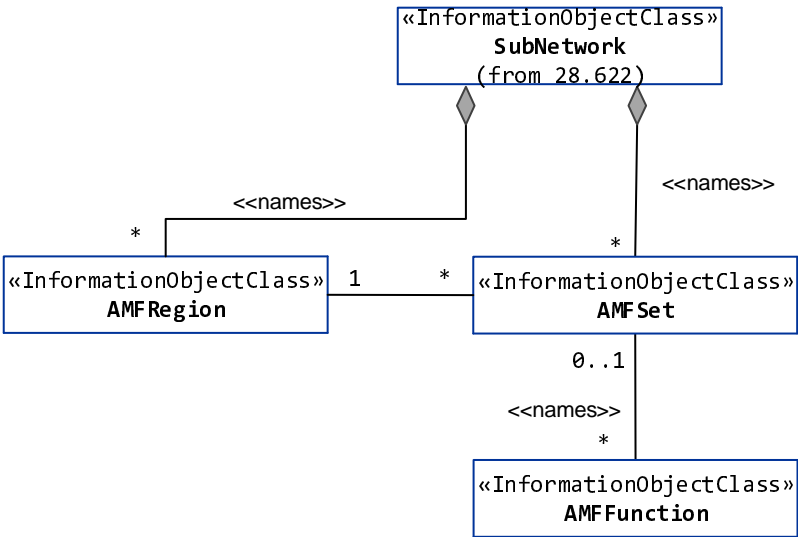 «InformationObjectClass»
SubNetwork
(from 28.622)
<<names>>
<<names>>
*
*
«InformationObjectClass»
AMFRegion
1
*
«InformationObjectClass»
AMFSet
0..1
<<names>>
*
«InformationObjectClass»
AMFFunction